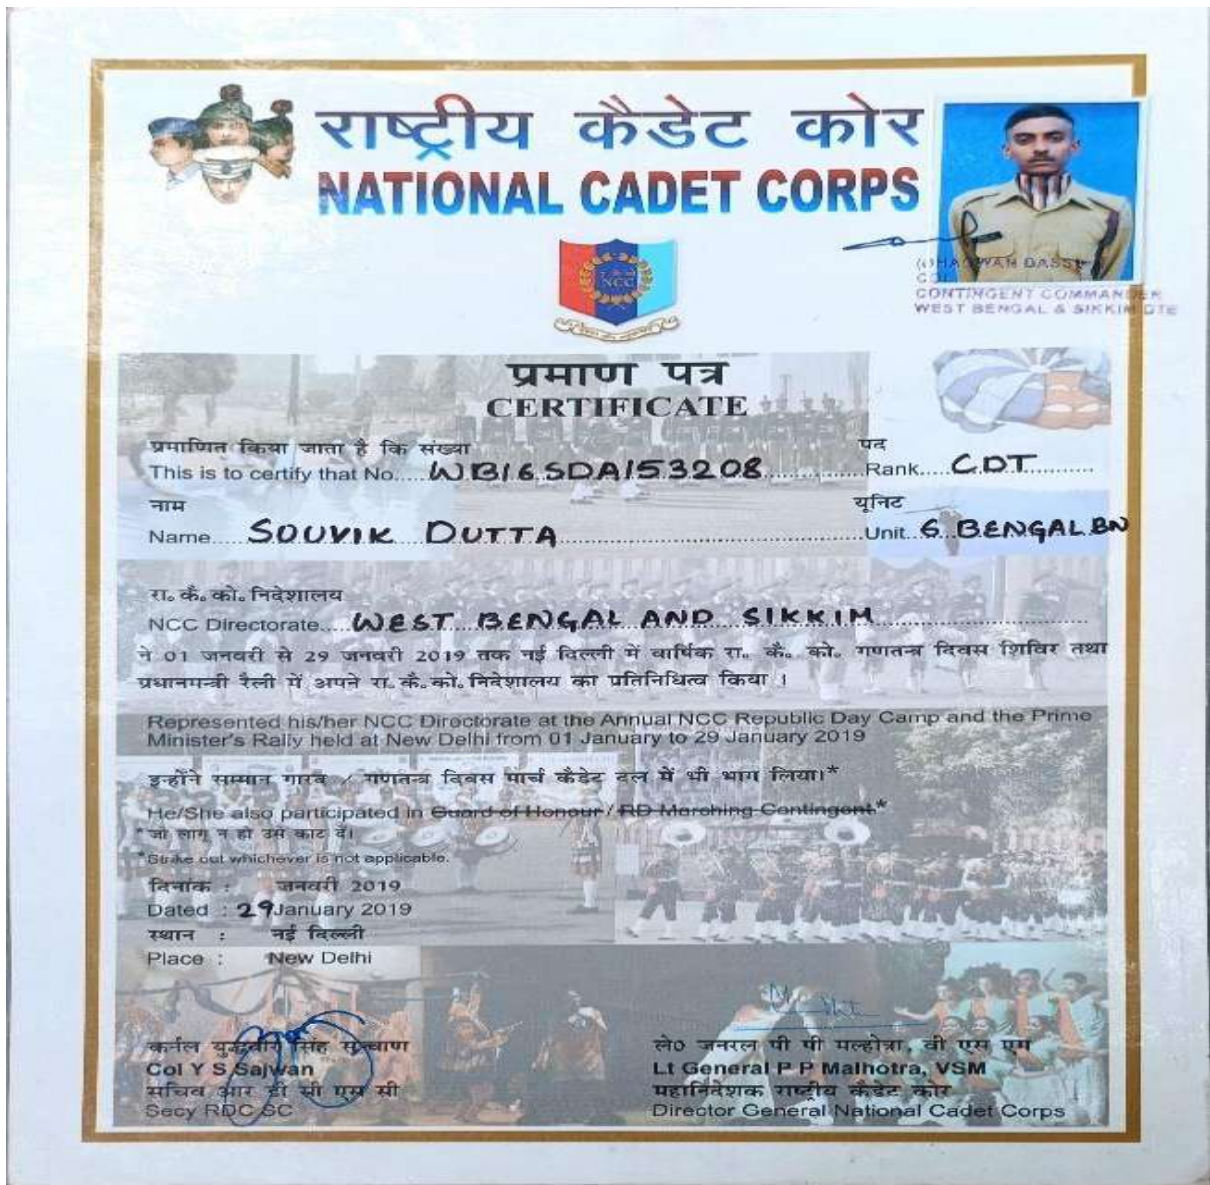 राष्ट्रीय कैडेट कोर
NATIONAL CADET CORPS
NCC
DASS
CONTINGENT COMMANDER
WEST BENGAL & SIKKIM DTE
प्रमाण पत्र
CERTIFICATE
प्रमाणित किया जाता है कि संख्या पद
This is to certify that No. WB16SDA153208 Rank CDT
नाम यूनिट
Name SOUVIK DUTTA Unit 6 BENGAL BN
रा॰ कै॰ को॰ निदेशालय
NCC Directorate WEST BENGAL AND SIKKIM
ने 01 जनवरी से 29 जनवरी 2019 तक नई दिल्ली में वार्षिक रा॰ कै॰ को॰ गणतन्त्र दिवस शिविर तथा
प्रधानमन्त्री रैली में अपने रा॰ कै॰ को॰ निदेशालय का प्रतिनिधित्व किया ।
Represented his/her NCC Directorate at the Annual NCC Republic Day Camp and the Prime
Minister's Rally held at New Delhi from 01 January to 29 January 2019
इन्होंने सम्मान गारद / गणतन्त्र दिवस मार्च कैडेट दल में भी भाग लिया।*
He/She also participated in Guard of Honour / RD Marching Contingent*
*जो लागू न हो उसे काट दें।
*Strike out whichever is not applicable.
दिनांक : जनवरी 2019
Dated : 29 January 2019
स्थान : नई दिल्ली
Place : New Delhi
कर्नल युद्धवीर सिंह
Col Y S Sajwan
सचिव आर डी सी एस सी
Secy RDC SC
ले० जनरल पी पी मल्होत्रा, वी एस एम
Lt General P P Malhotra, VSM
महानिदेशक राष्ट्रीय कैडेट कोर
Director General National Cadet Corps